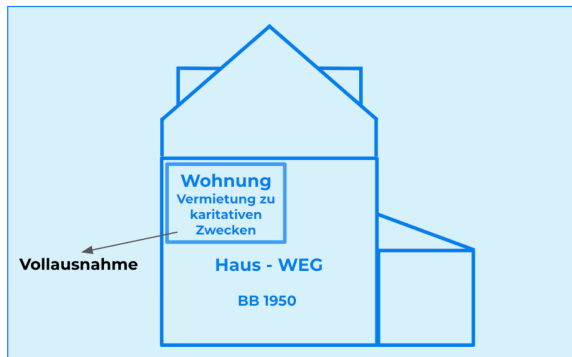 Wohnung
Vermietung zu
karitativen
Zwecken
Vollausnahme
Haus - WEG
BB 1950